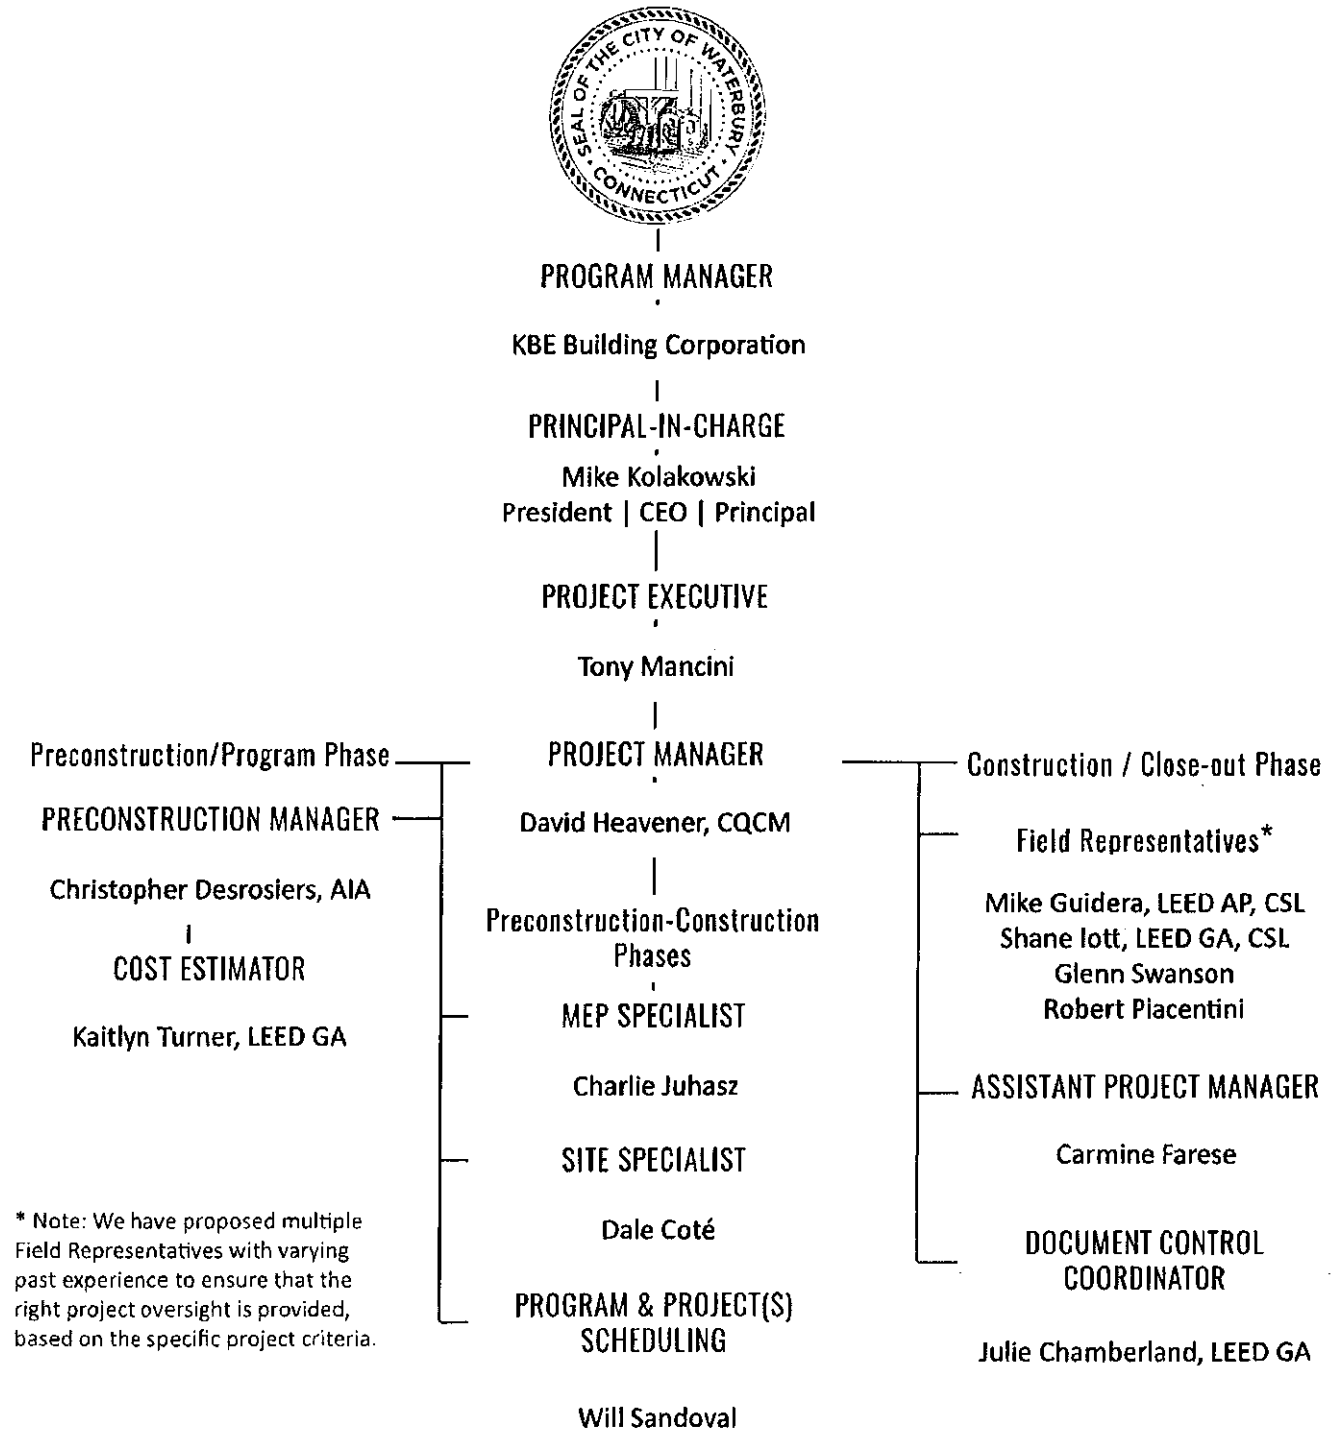 SEAL OF THE CITY OF WATERBURY
CONNECTICUT
PROGRAM MANAGER
KBE Building Corporation
PRINCIPAL-IN-CHARGE
Mike Kolakowski
President | CEO | Principal
PROJECT EXECUTIVE
Tony Mancini
PROJECT MANAGER
David Heavener, CQCM
Preconstruction/Program Phase
PRECONSTRUCTION MANAGER
Christopher Desrosiers, AIA
COST ESTIMATOR
Kaitlyn Turner, LEED GA
Preconstruction-Construction
Phases
MEP SPECIALIST
Charlie Juhasz
SITE SPECIALIST
Dale Coté
PROGRAM & PROJECT(S)
SCHEDULING
Will Sandoval
Construction / Close-out Phase
Field Representatives*
Mike Guidera, LEED AP, CSL
Shane Iott, LEED GA, CSL
Glenn Swanson
Robert Piacentini
ASSISTANT PROJECT MANAGER
Carmine Farese
DOCUMENT CONTROL
COORDINATOR
Julie Chamberland, LEED GA
* Note: We have proposed multiple
Field Representatives with varying
past experience to ensure that the
right project oversight is provided,
based on the specific project criteria.